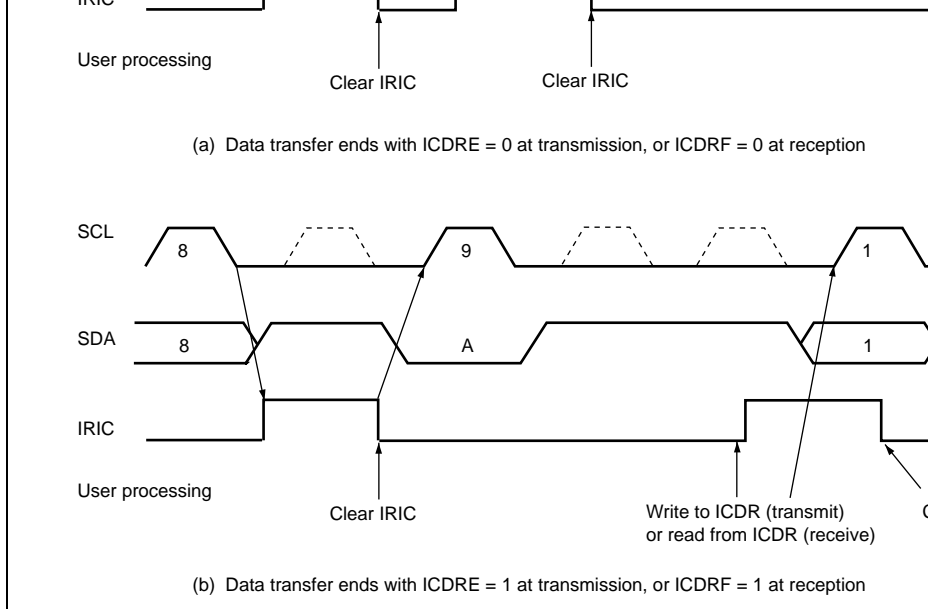 IRIC
User processing
Clear IRIC Clear IRIC
(a) Data transfer ends with ICDRE = 0 at transmission, or ICDRF = 0 at reception
SCL 8 9 1
SDA 8 A 1
IRIC
User processing
Clear IRIC
Write to ICDR (transmit)
or read from ICDR (receive)
(b) Data transfer ends with ICDRE = 1 at transmission, or ICDRF = 1 at reception